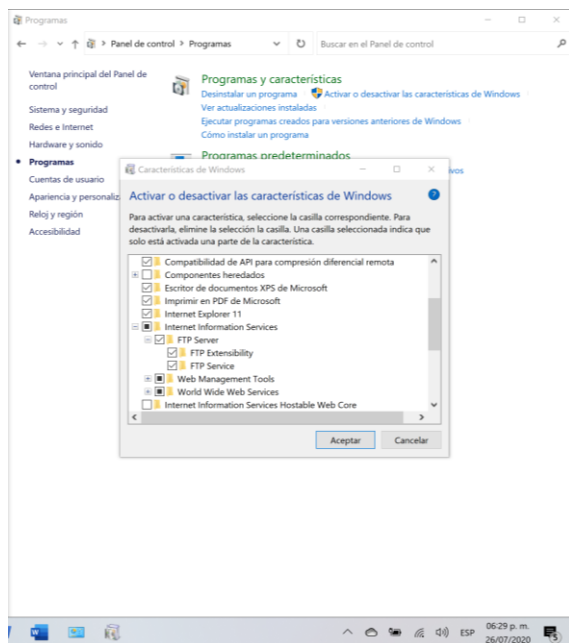 Programas
Panel de control > Programas
Buscar en el Panel de control
Ventana principal del Panel de
control
Sistema y seguridad
Redes e Internet
Hardware y sonido
Programas
Cuentas de usuario
Apariencia y personaliz
Reloj y región
Accesibilidad
Programas y características
Desinstalar un programa
Activar o desactivar las características de Windows
Ver actualizaciones instaladas
Ejecutar programas creados para versiones anteriores de Windows
Cómo instalar un programa
Programas predeterminados
ivos
Características de Windows
Activar o desactivar las características de Windows
Para activar una característica, seleccione la casilla correspondiente. Para
desactivarla, elimine la selección la casilla. Una casilla seleccionada indica que
solo está activada una parte de la característica.
Compatibilidad de API para compresión diferencial remota
Componentes heredados
Escritor de documentos XPS de Microsoft
Imprimir en PDF de Microsoft
Internet Explorer 11
Internet Information Services
FTP Server
FTP Extensibility
FTP Service
Web Management Tools
World Wide Web Services
Internet Information Services Hostable Web Core
Aceptar
Cancelar
ESP
06:29 p. m.
26/07/2020
5